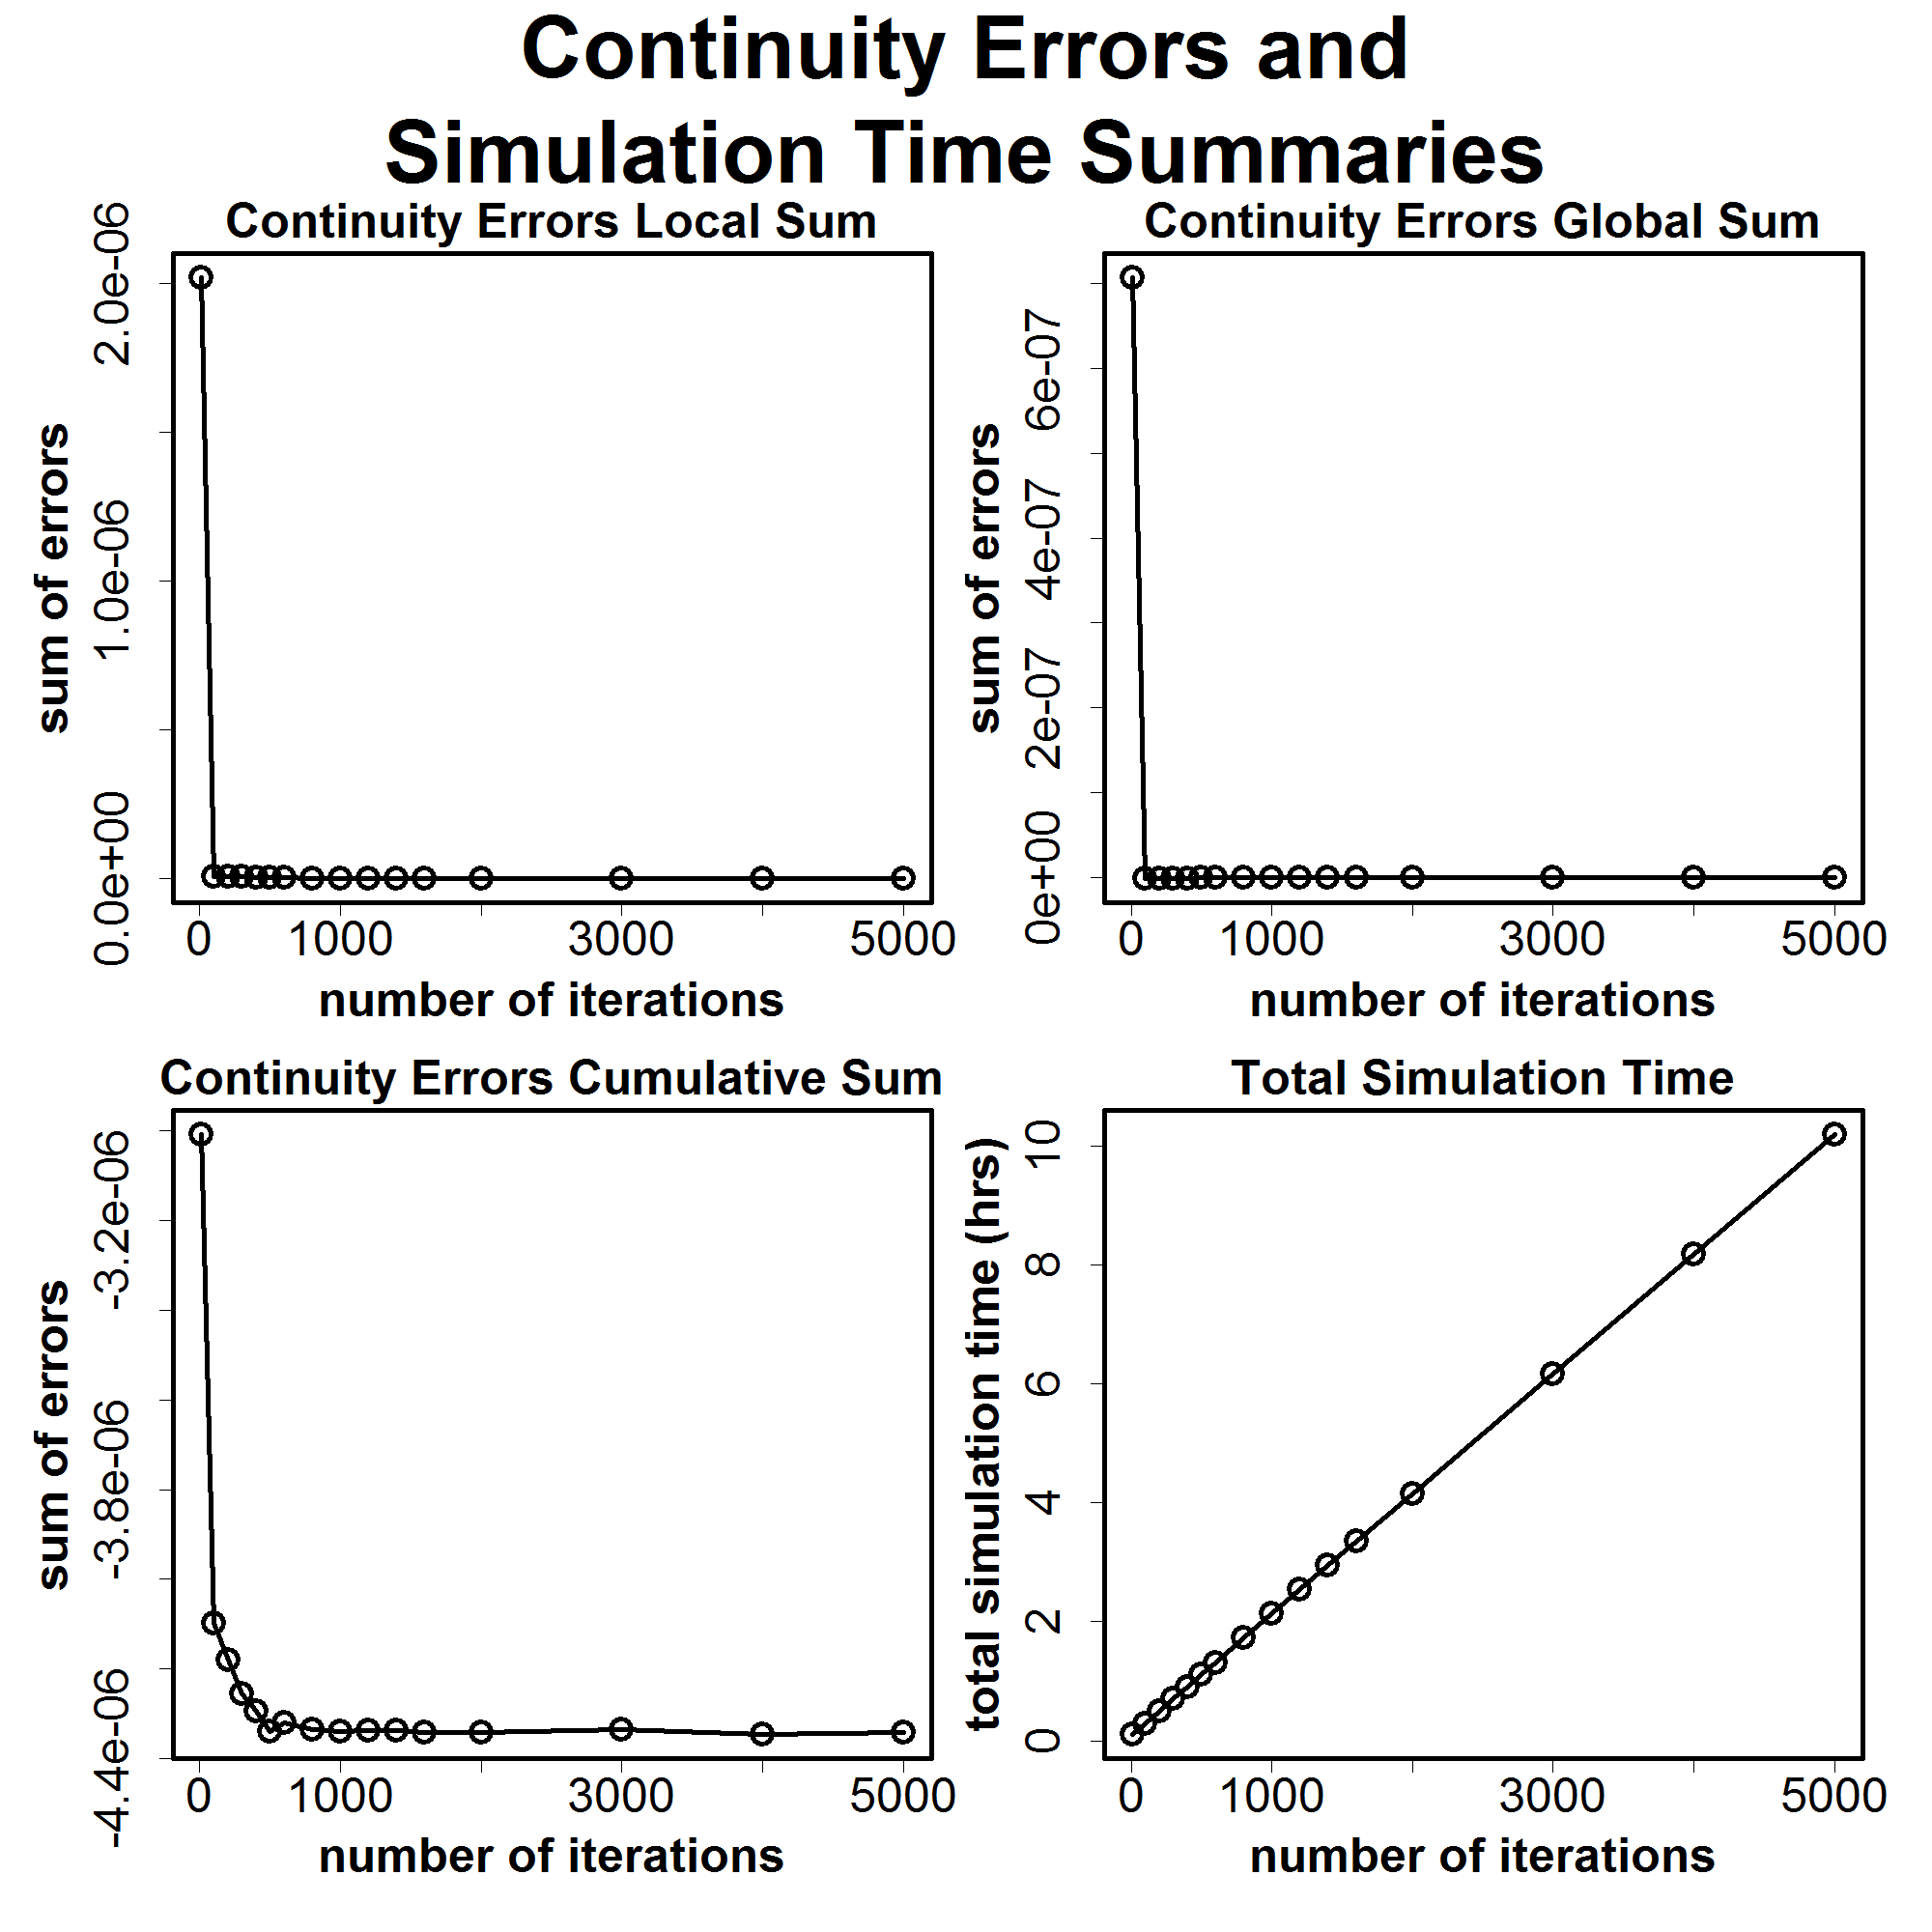 Continuity Errors and
Simulation Time Summaries
Continuity Errors Local Sum
sum of errors
2.0e-06
1.0e-06
0.0e+00
0 1000 3000 5000
number of iterations
Continuity Errors Global Sum
sum of errors
6e-07
4e-07
2e-07
0e+00
0 1000 3000 5000
number of iterations
Continuity Errors Cumulative Sum
sum of errors
-3.2e-06
-3.8e-06
-4.4e-06
0 1000 3000 5000
number of iterations
Total Simulation Time
total simulation time (hrs)
10
8
6
4
2
0
0 1000 3000 5000
number of iterations